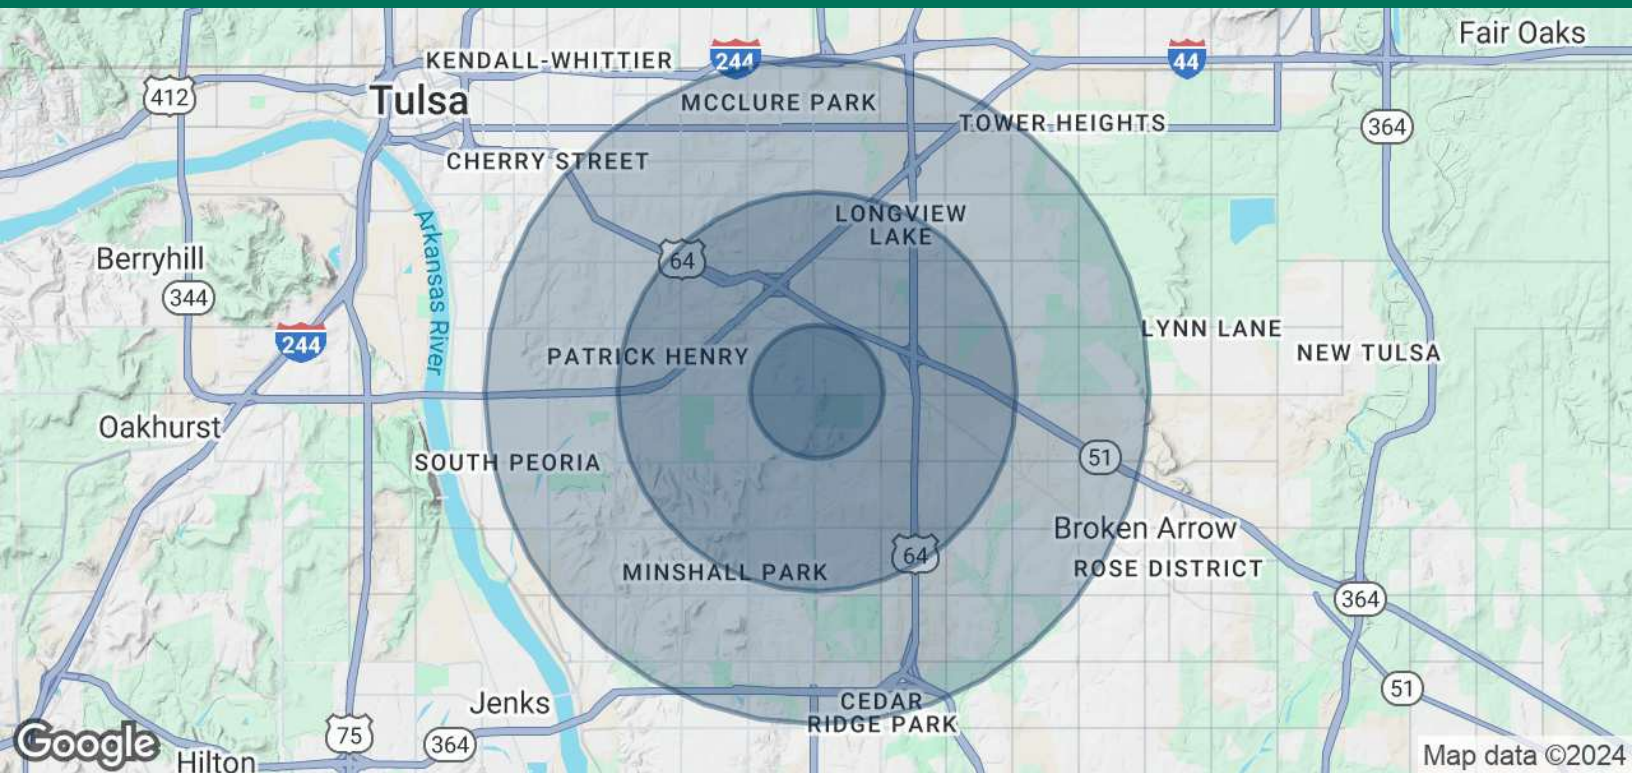 Fair Oaks
KENDALL-WHITTIER
244
44
412
Tulsa
MCCLURE PARK
TOWER HEIGHTS
364
CHERRY STREET
LONGVIEW
LAKE
Arkansas River
Berryhill
64
344
244
PATRICK HENRY
LYNN LANE
NEW TULSA
Oakhurst
SOUTH PEORIA
51
Broken Arrow
64
MINSHALL PARK
ROSE DISTRICT
364
51
Jenks
CEDAR
RIDGE PARK
75
364
Google
Hilton
Map data ©2024